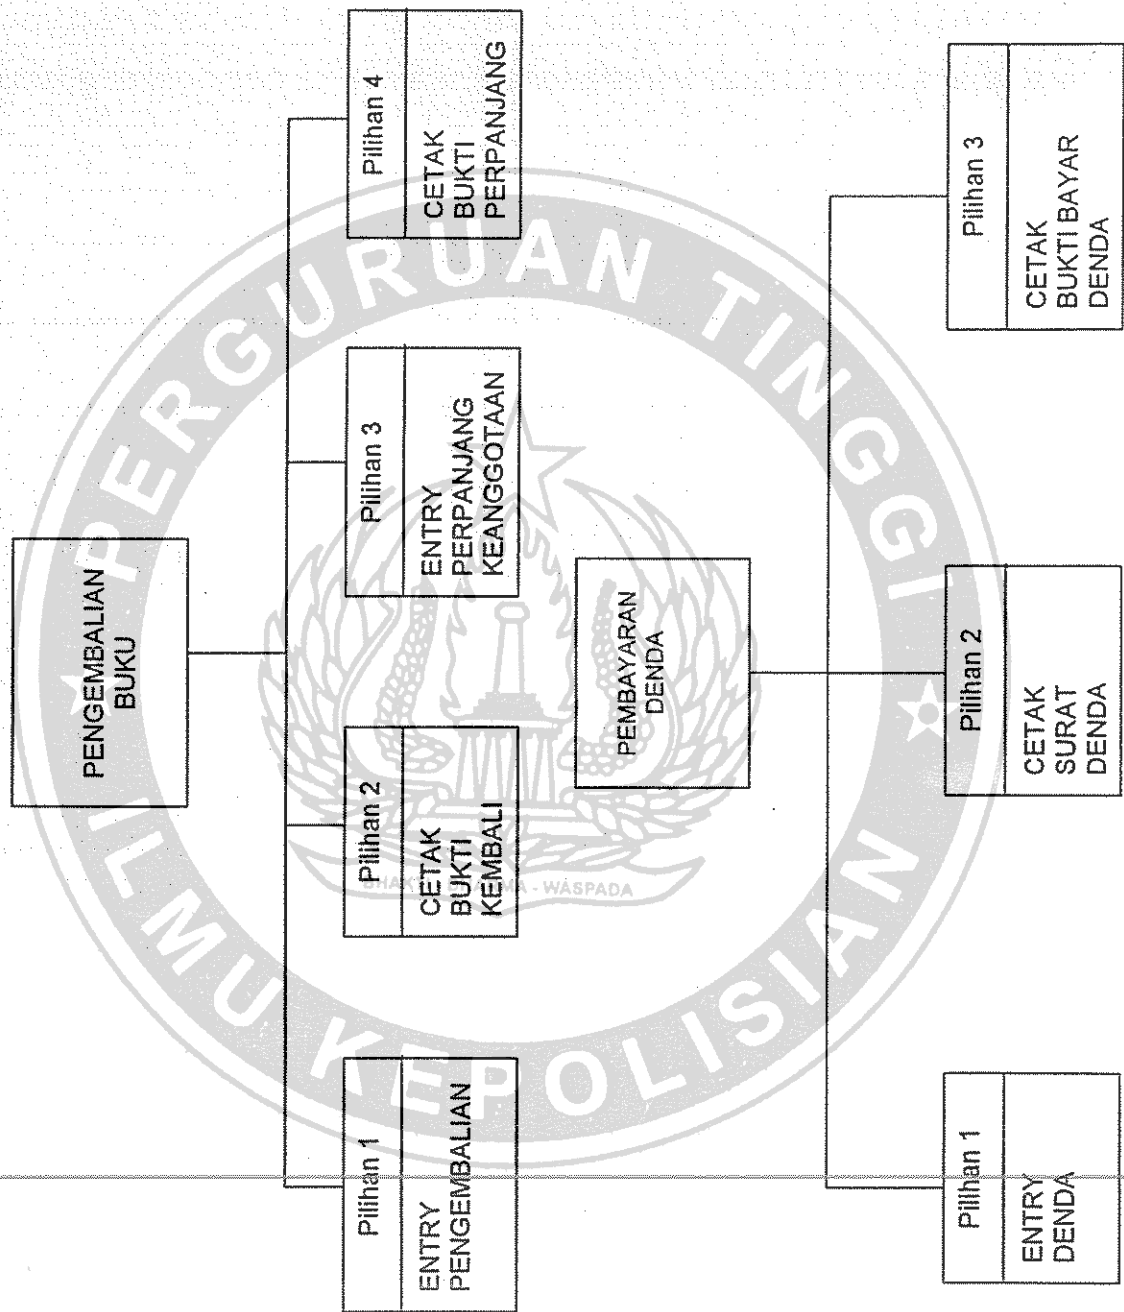 PENGEMBALIAN
BUKU
Pilihan 1
ENTRY
PENGEMBALIAN
Pilihan 2
CETAK
BUKTI
KEMBALI
Pilihan 3
ENTRY
PERPANJANG
KEANGGOTAAN
Pilihan 4
CETAK
BUKTI
PERPANJANG
PEMBAYARAN
DENDA
Pilihan 1
ENTRY
DENDA
Pilihan 2
CETAK
SURAT
DENDA
Pilihan 3
CETAK
BUKTI BAYAR
DENDA
PERGURUAN TINGGI
ILMU KEPOLISIAN
WASPADA